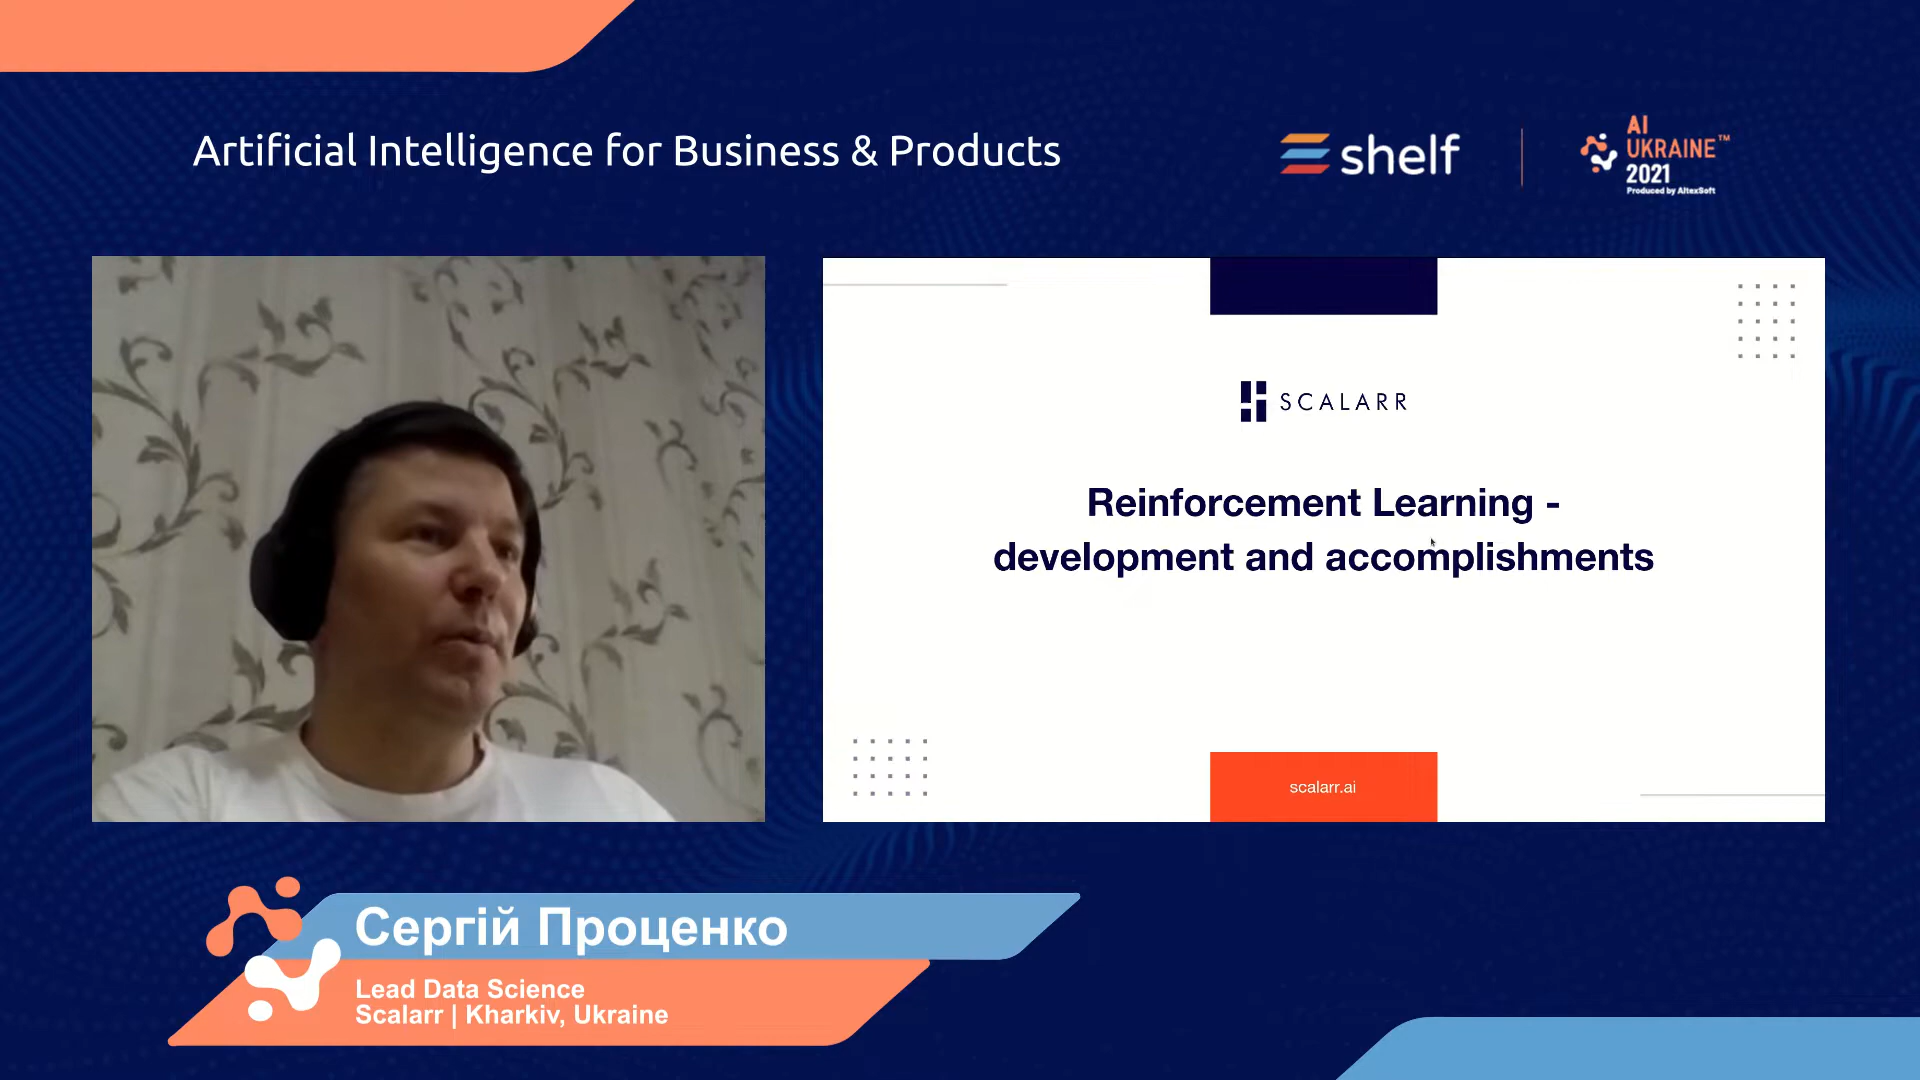 Artificial Intelligence for Business & Products
shelf
AI
UKRAINE™
2021
Produced by AltexSoft
SCALARR
Reinforcement Learning -
development and accomplishments
scalarr.ai
Сергій Проценко
Lead Data Science
Scalarr | Kharkiv, Ukraine